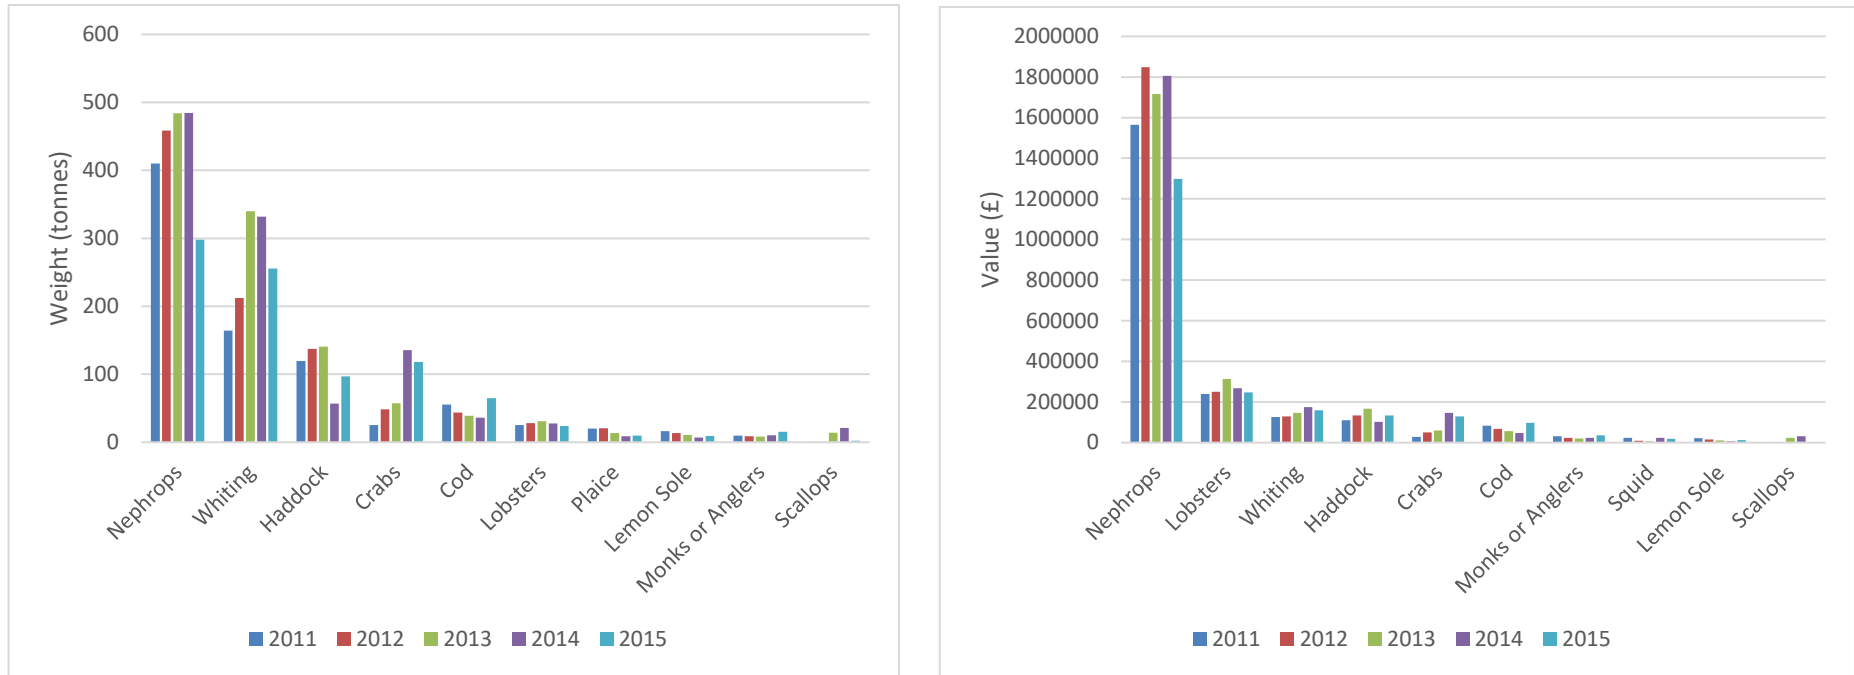 600
500
400
300
200
100
0
Weight (tonnes)
Nephrops
Whiting
Haddock
Crabs
Cod
Lobsters
Plaice
Lemon Sole
Monks or Anglers
Scallops
2011 2012 2013 2014 2015
2000000
1800000
1600000
1400000
1200000
1000000
800000
600000
400000
200000
0
Value (£)
Nephrops
Lobsters
Whiting
Haddock
Crabs
Cod
Monks or Anglers
Squid
Lemon Sole
Scallops
2011 2012 2013 2014 2015